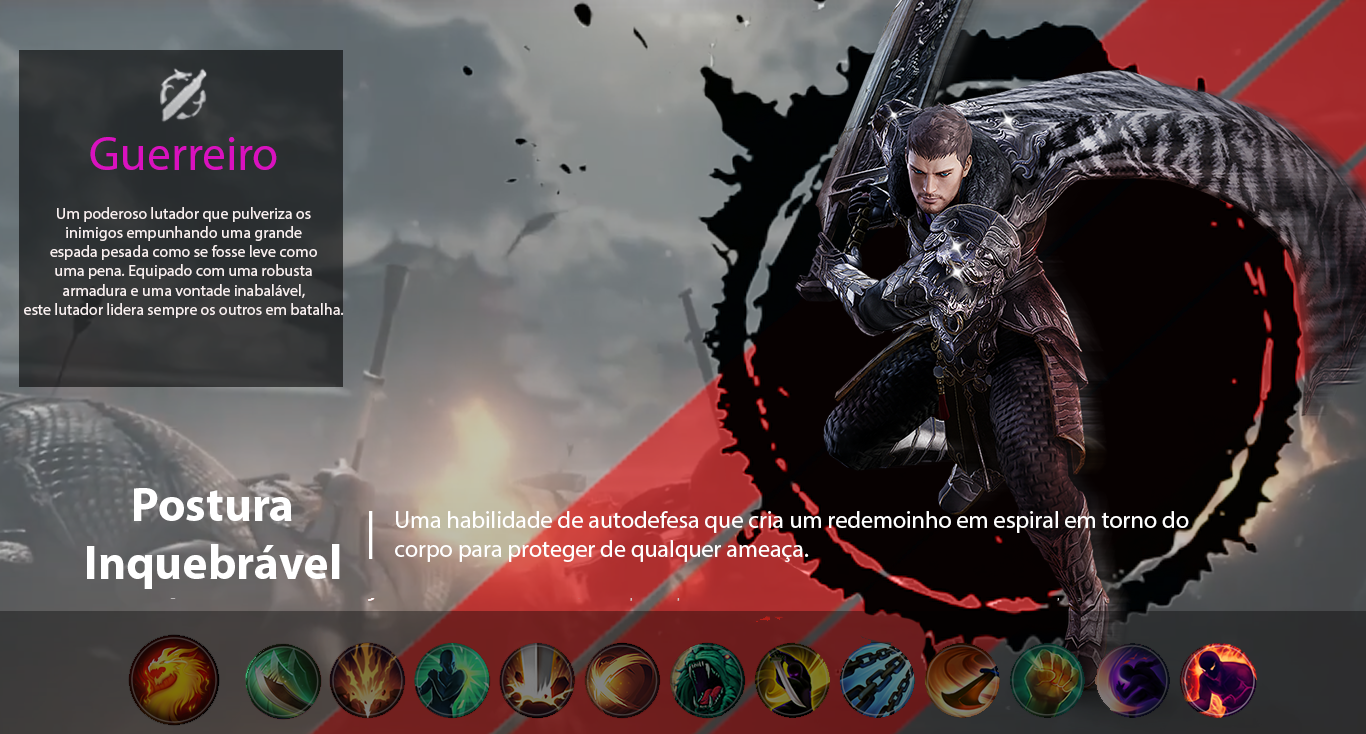 Guerreiro
Um poderoso lutador que pulveriza os
inimigos empunhando uma grande
espada pesada como se fosse leve como
uma pena. Equipado com uma robusta
armadura e uma vontade inabalável,
este lutador lidera sempre os outros em batalha.
Postura
Inquebrável
Uma habilidade de autodefesa que cria um redemoinho em espiral em torno do
corpo para proteger de qualquer ameaça.